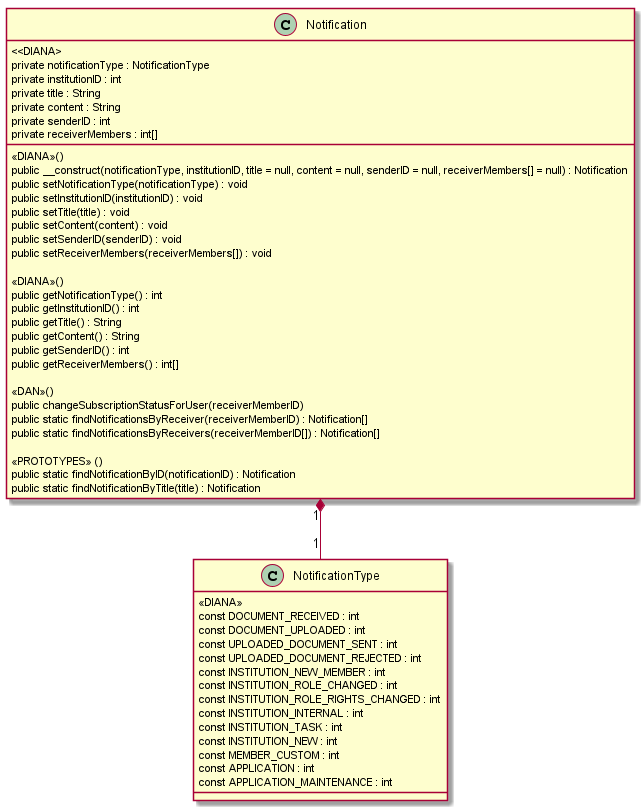 C Notification
<<DIANA>
private notificationType : NotificationType
private institutionID : int
private title : String
private content : String
private senderID : int
private receiverMembers : int[]
«DIANA»()
public __construct(notificationType, institutionID, title = null, content = null, senderID = null, receiverMembers[] = null) : Notification
public setNotificationType(notificationType) : void
public setInstitutionID(institutionID) : void
public setTitle(title) : void
public setContent(content) : void
public setSenderID(senderID) : void
public setReceiverMembers(receiverMembers[]) : void
«DIANA»()
public getNotificationType() : int
public getInstitutionID() : int
public getTitle() : String
public getContent() : String
public getSenderID() : int
public getReceiverMembers() : int[]
«DAN»()
public changeSubscriptionStatusForUser(receiverMemberID)
public static findNotificationsByReceiver(receiverMemberID) : Notification[]
public static findNotificationsByReceivers(receiverMemberID[]) : Notification[]
«PROTOTYPES» ()
public static findNotificationByID(notificationID) : Notification
public static findNotificationByTitle(title) : Notification
1
1
C NotificationType
«DIANA»
const DOCUMENT_RECEIVED : int
const DOCUMENT_UPLOADED : int
const UPLOADED_DOCUMENT_SENT : int
const UPLOADED_DOCUMENT_REJECTED : int
const INSTITUTION_NEW_MEMBER : int
const INSTITUTION_ROLE_CHANGED : int
const INSTITUTION_ROLE_RIGHTS_CHANGED : int
const INSTITUTION_INTERNAL : int
const INSTITUTION_TASK : int
const INSTITUTION_NEW : int
const MEMBER_CUSTOM : int
const APPLICATION : int
const APPLICATION_MAINTENANCE : int